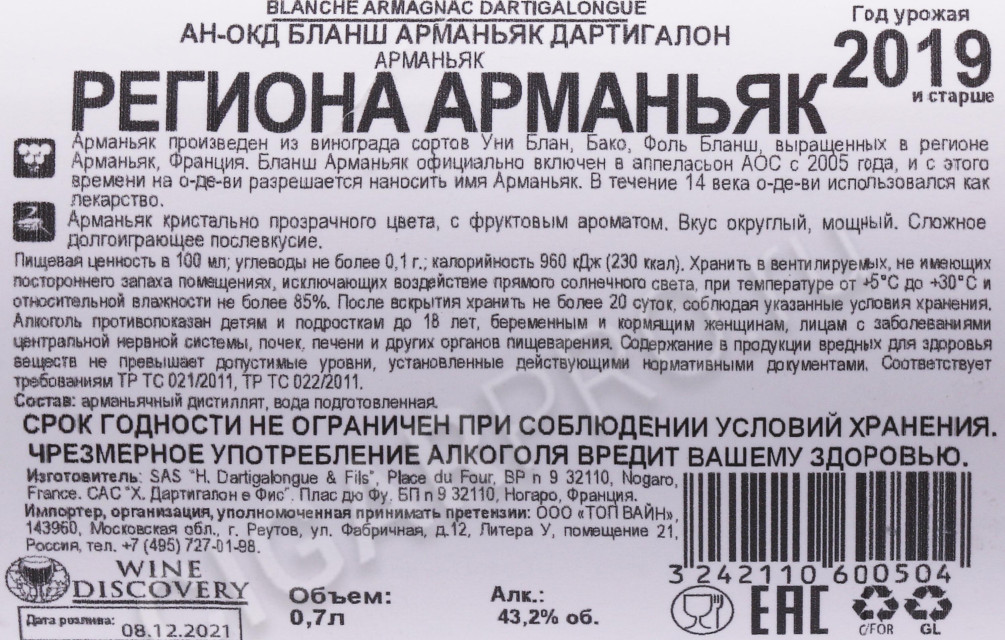 BLANCHE ARMAGNAC DARTIGALONGUE
АН-ОКД БЛАНШ АРМАНЬЯК ДАРТИГАЛОН
АРМАНЬЯК
РЕГИОНА АРМАНЬЯК
Год урожая
2019
и старше
Арманьяк произведен из винограда сортов Уни Блан, Бако, Фоль Бланш, выращенных в регионе
Арманьяк, Франция. Бланш Арманьяк официально включен в аппеласьон АОС с 2005 года, и с этого
времени на о-де-ви разрешается наносить имя Арманьяк. В течение 14 века о-де-ви использовался как
лекарство.
Арманьяк кристально прозрачного цвета, с фруктовым ароматом. Вкус округлый, мощный. Сложное
долгоиграющее послевкусие.
Пищевая ценность в 100 мл; углеводы не более 0,1 г.; калорийность 960 кДж (230 ккал). Хранить в вентилируемых, не имеющих
постороннего запаха помещениях, исключающих воздействие прямого солнечного света, при температуре от +5°С до +30°С и
относительной влажности не более 85%. После вскрытия хранить не более 20 суток, соблюдая указанные условия хранения.
Алкоголь противопоказан детям и подросткам до 18 лет, беременным и кормящим женщинам, лицам с заболеваниями
центральной нервной системы, почек, печени и других органов пищеварения. Содержание в продукции вредных для здоровья
веществ не превышает допустимые уровни, установленные действующими нормативными документами. Соответствует
требованиям ТР ТС 021/2011, ТР ТС 022/2011.
Состав: арманьячный дистиллят, вода подготовленная.
СРОК ГОДНОСТИ НЕ ОГРАНИЧЕН ПРИ СОБЛЮДЕНИИ УСЛОВИЙ ХРАНЕНИЯ.
ЧРЕЗМЕРНОЕ УПОТРЕБЛЕНИЕ АЛКОГОЛЯ ВРЕДИТ ВАШЕМУ ЗДОРОВЬЮ.
Изготовитель: SAS "H. Dartigalongue & Fils", Place du Four, BP n 9 32110, Nogaro,
France. САС "Х. Дартигалон е Фис". Плас дю Фу. БП n 9 32110, Ногаро, Франция.
Импортер, организация, уполномоченная принимать претензии: ООО «ТОП ВАЙН»,
143960, Московская обл., г. Реутов, ул. Фабричная, д.12, Литера У, помещение 21,
Россия, тел. +7 (495) 727-01-98.
3 242110 600504
WINE
DISCOVERY
Дата розлива: 08.12.2021
Объем:
0,7л
Алк.:
43,2% об.
EAC
C/FOR
GL